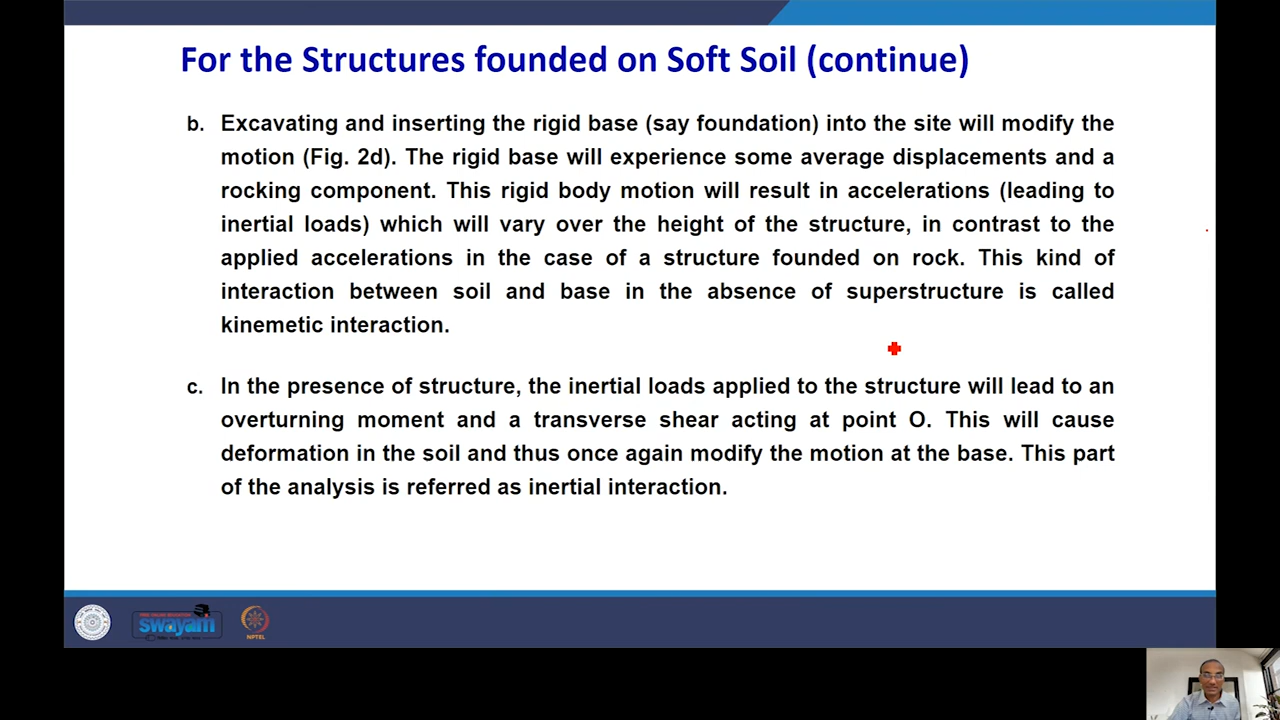 For the Structures founded on Soft Soil (continue)
b. Excavating and inserting the rigid base (say foundation) into the site will modify the
motion (Fig. 2d). The rigid base will experience some average displacements and a
rocking component. This rigid body motion will result in accelerations (leading to
inertial loads) which will vary over the height of the structure, in contrast to the
applied accelerations in the case of a structure founded on rock. This kind of
interaction between soil and base in the absence of superstructure is called
kinemetic interaction.
c. In the presence of structure, the inertial loads applied to the structure will lead to an
overturning moment and a transverse shear acting at point O. This will cause
deformation in the soil and thus once again modify the motion at the base. This part
of the analysis is referred as inertial interaction.
swayam
NPTEL